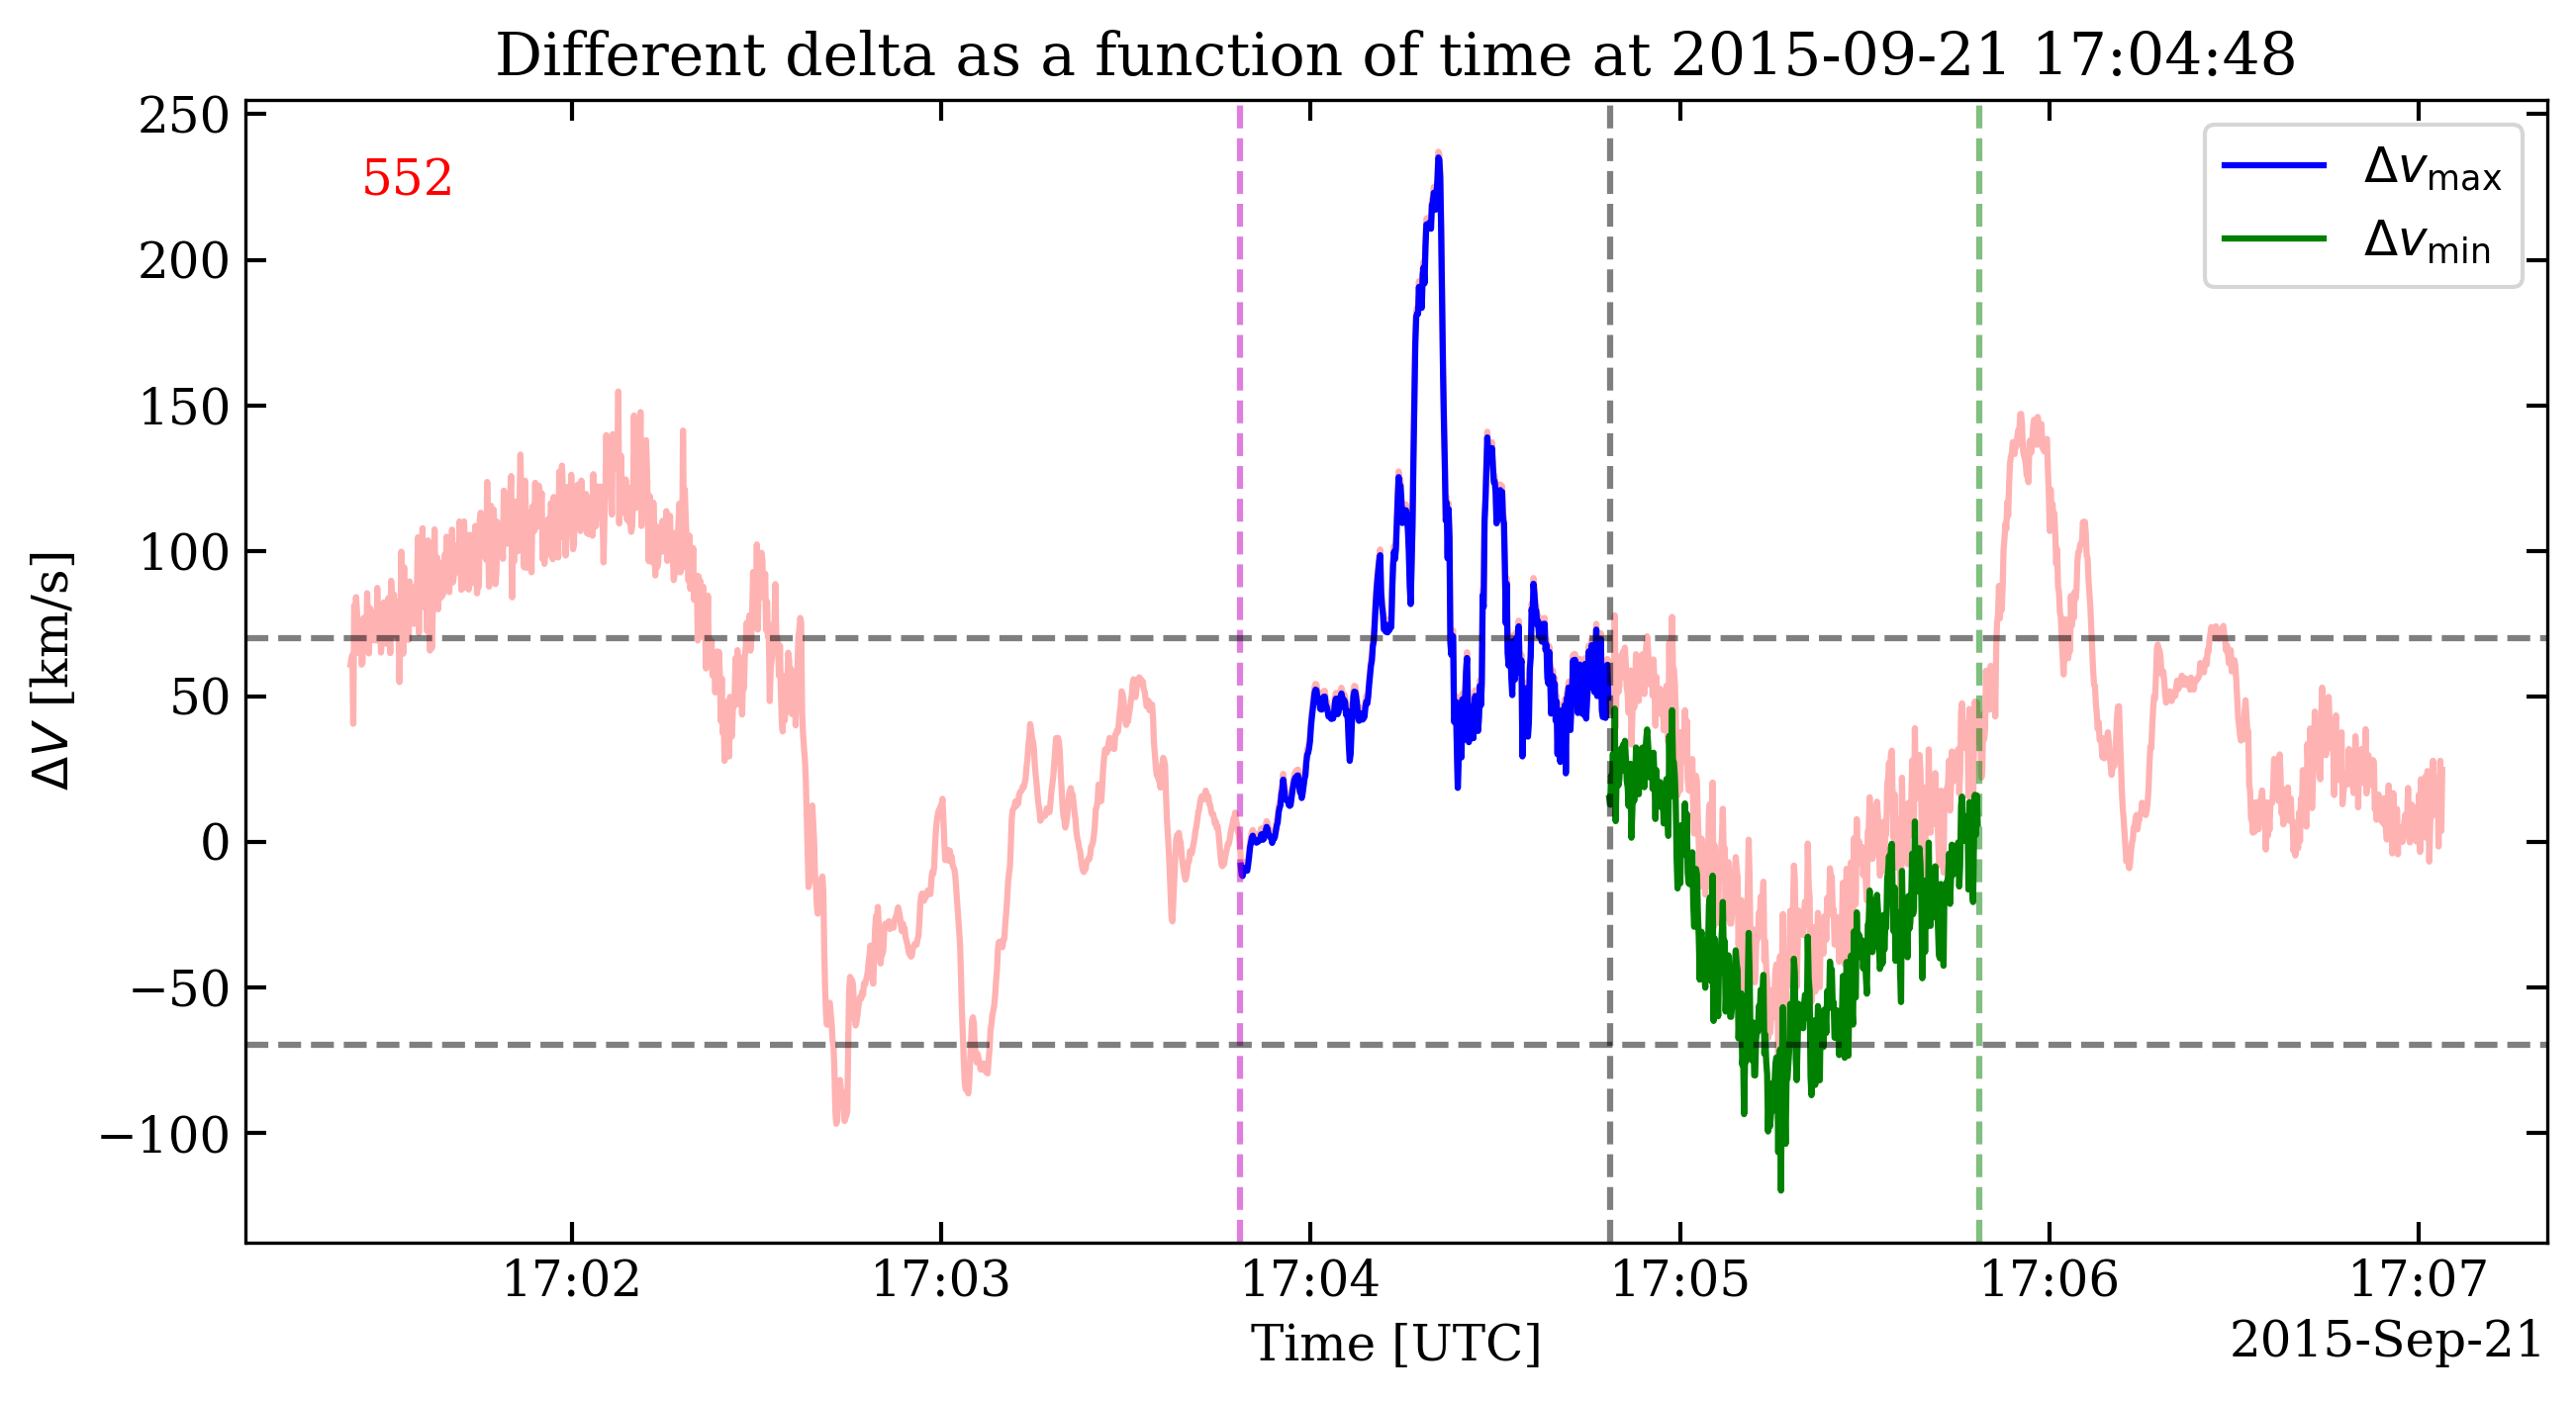 Different delta as a function of time at 2015-09-21 17:04:48
250
200
150
100
50
0
−50
−100
ΔV [km/s]
552
Δv_max
Δv_min
17:02
17:03
17:04
17:05
17:06
17:07
Time [UTC]
2015-Sep-21